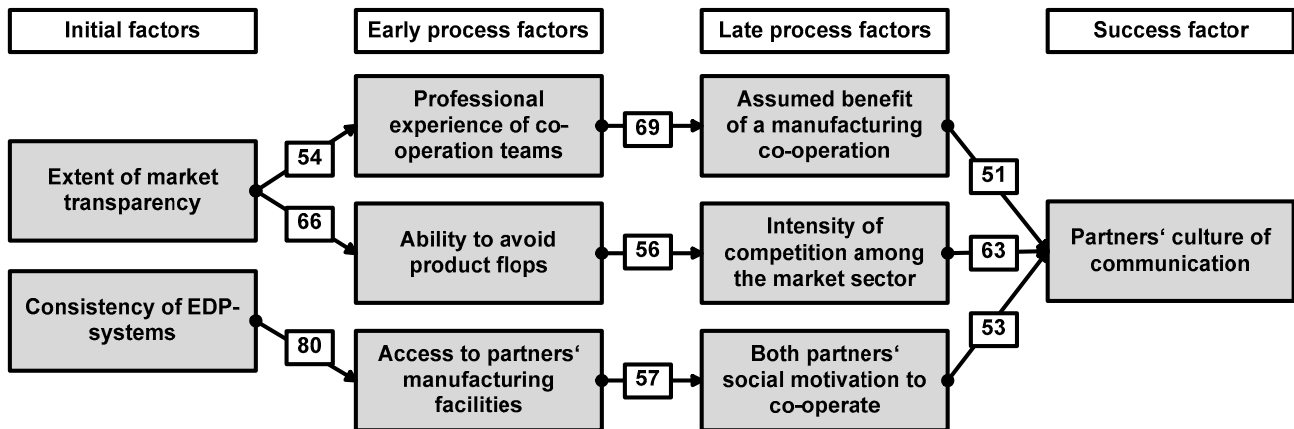 Initial factors
Early process factors
Late process factors
Success factor
Extent of market
transparency
Consistency of EDP-
systems
54
66
80
Professional
experience of co-
operation teams
Ability to avoid
product flops
Access to partners‘
manufacturing
facilities
69
56
57
Assumed benefit
of a manufacturing
co-operation
Intensity of
competition among
the market sector
Both partners‘
social motivation to
co-operate
51
63
53
Partners‘ culture of
communication